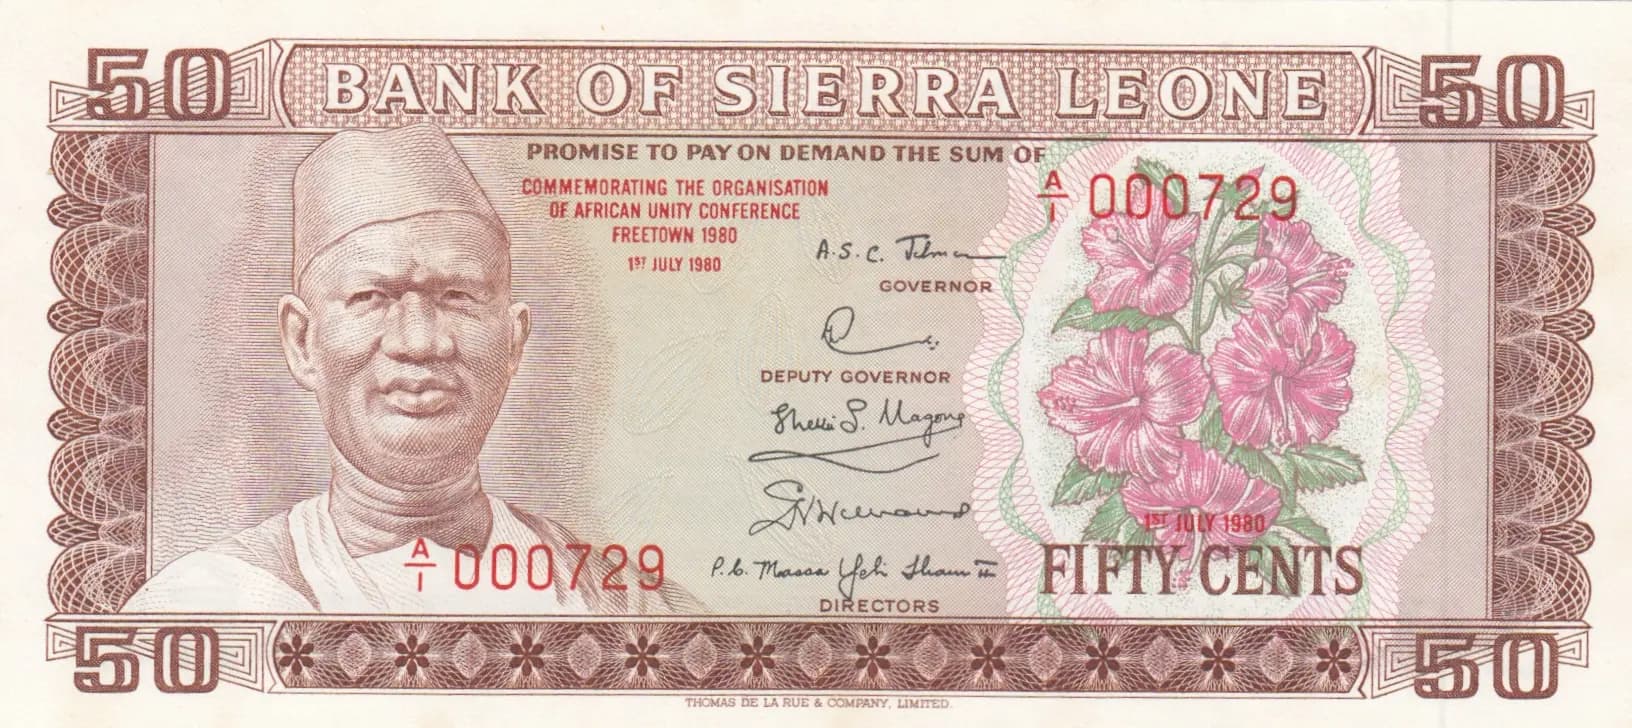 50 BANK OF SIERRA LEONE 50
PROMISE TO PAY ON DEMAND THE SUM OF
COMMEMORATING THE ORGANISATION
OF AFRICAN UNITY CONFERENCE
FREETOWN 1980
1ST JULY 1980
A/1 000729
A.S.C.
GOVERNOR
DEPUTY GOVERNOR
A/1 000729
DIRECTORS
1ST JULY 1980
FIFTY CENTS
50 50
THOMAS DE LA RUE & COMPANY, LIMITED.